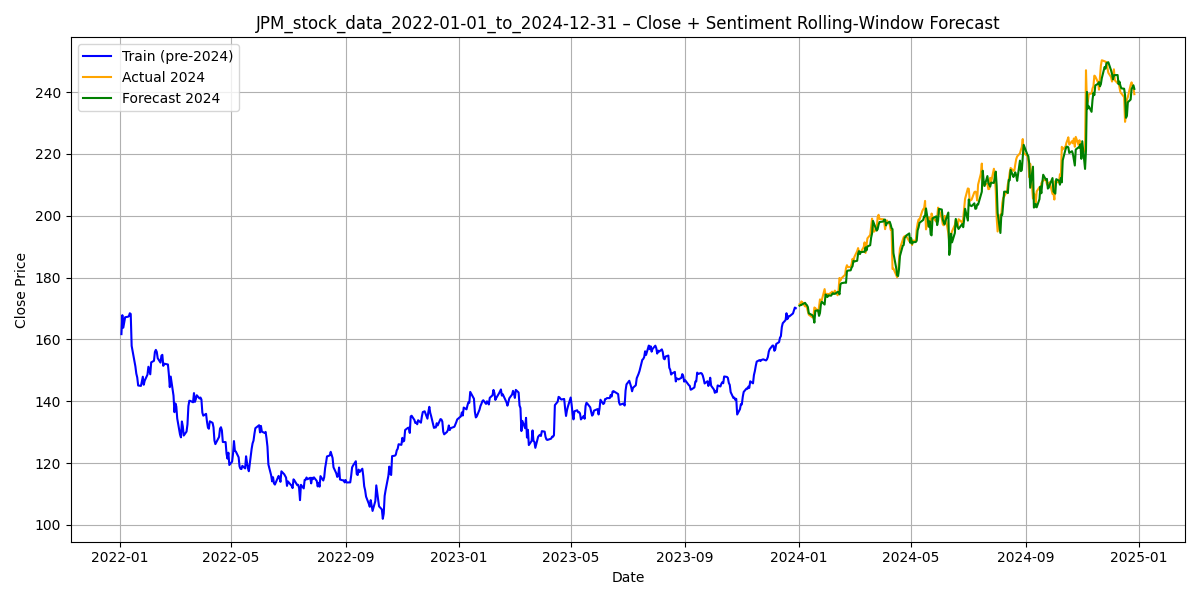 JPM_stock_data_2022-01-01_to_2024-12-31 – Close + Sentiment Rolling-Window Forecast
Train (pre-2024)
Actual 2024
Forecast 2024
Close Price
240
220
200
180
160
140
120
100
2022-01 2022-05 2022-09 2023-01 2023-05 2023-09 2024-01 2024-05 2024-09 2025-01
Date